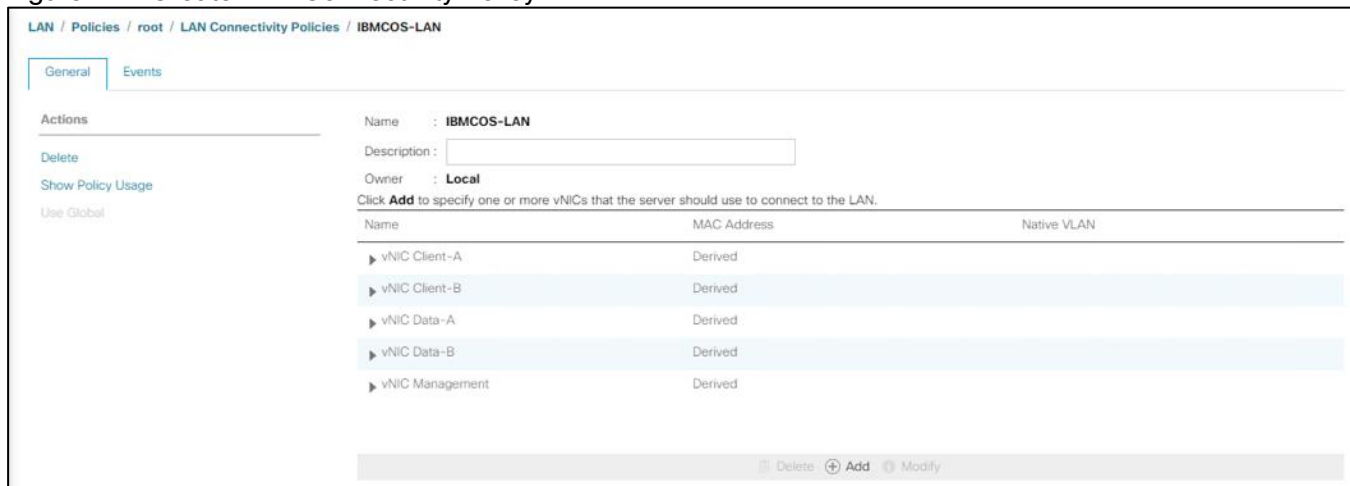 LAN / Policies / root / LAN Connectivity Policies / IBMCOS-LAN
General Events
Actions
Delete
Show Policy Usage
Use Global
Name : IBMCOS-LAN
Description :
Owner : Local
Click Add to specify one or more vNICs that the server should use to connect to the LAN.
Name MAC Address Native VLAN
vNIC Client-A Derived
vNIC Client-B Derived
vNIC Data-A Derived
vNIC Data-B Derived
vNIC Management Derived
Delete Add Modify